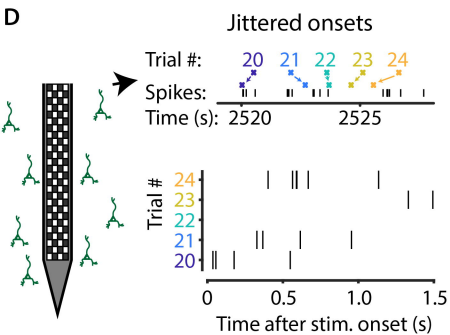 D
Jittered onsets
Trial #: 20 21 22 23 24
Spikes:
Time (s): 2520 2525
Trial #
24
23
22
21
20
0 0.5 1.0 1.5
Time after stim. onset (s)